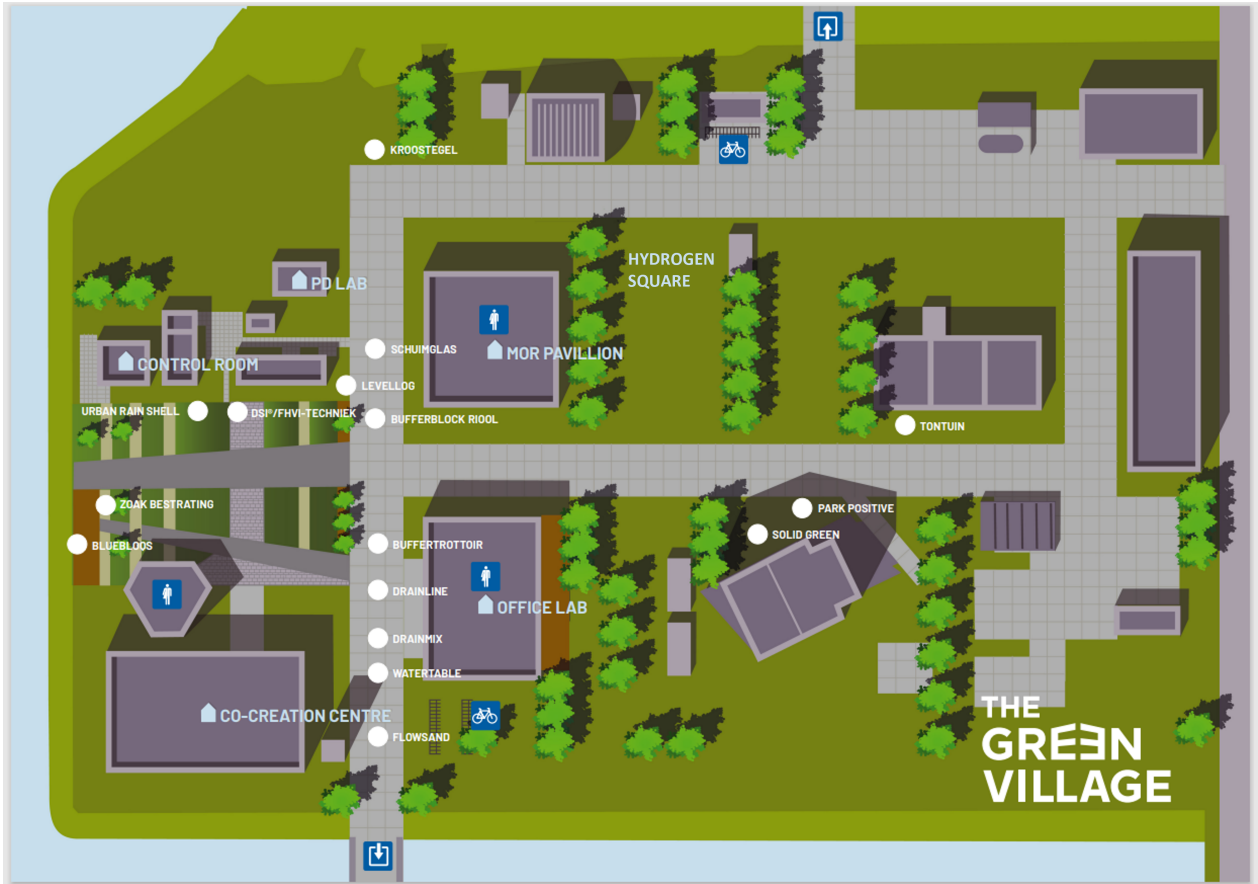 KROOSTEGEL
HYDROGEN
SQUARE
PD LAB
SCHUIMGLAS
MOR PAVILLION
CONTROL ROOM
LEVELLOG
URBAN RAIN SHELL
DSI®/FHVI-TECHNIEK
BUFFERBLOCK RIOOL
TONTUIN
ZOAK BESTRATING
PARK POSITIVE
SOLID GREEN
BLUEBLOQS
BUFFERTROTTOIR
DRAINLINE
OFFICE LAB
DRAINMIX
WATERTABLE
CO-CREATION CENTRE
FLOWSAND
THE
GREEN
VILLAGE